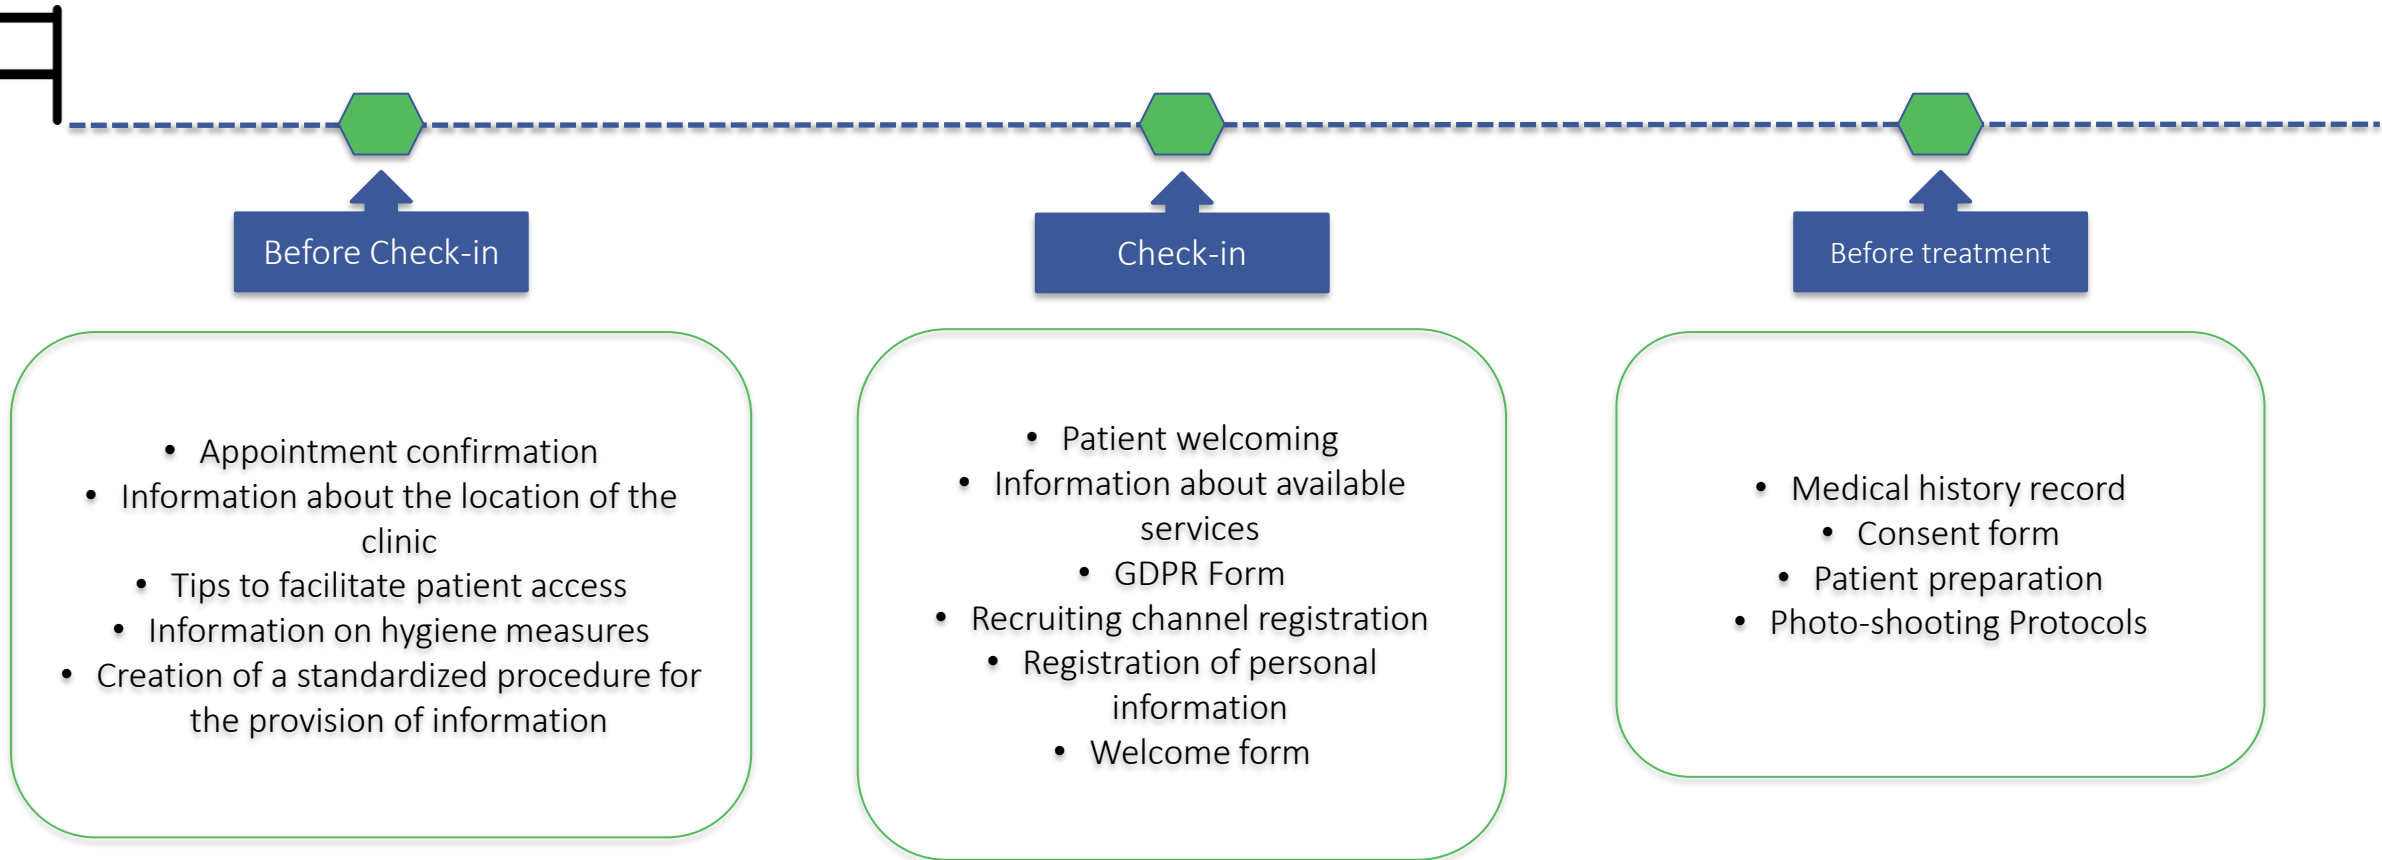 Before Check-in
• Appointment confirmation
• Information about the location of the
clinic
• Tips to facilitate patient access
• Information on hygiene measures
• Creation of a standardized procedure for
the provision of information
Check-in
• Patient welcoming
• Information about available
services
• GDPR Form
• Recruiting channel registration
• Registration of personal
information
• Welcome form
Before treatment
• Medical history record
• Consent form
• Patient preparation
• Photo-shooting Protocols